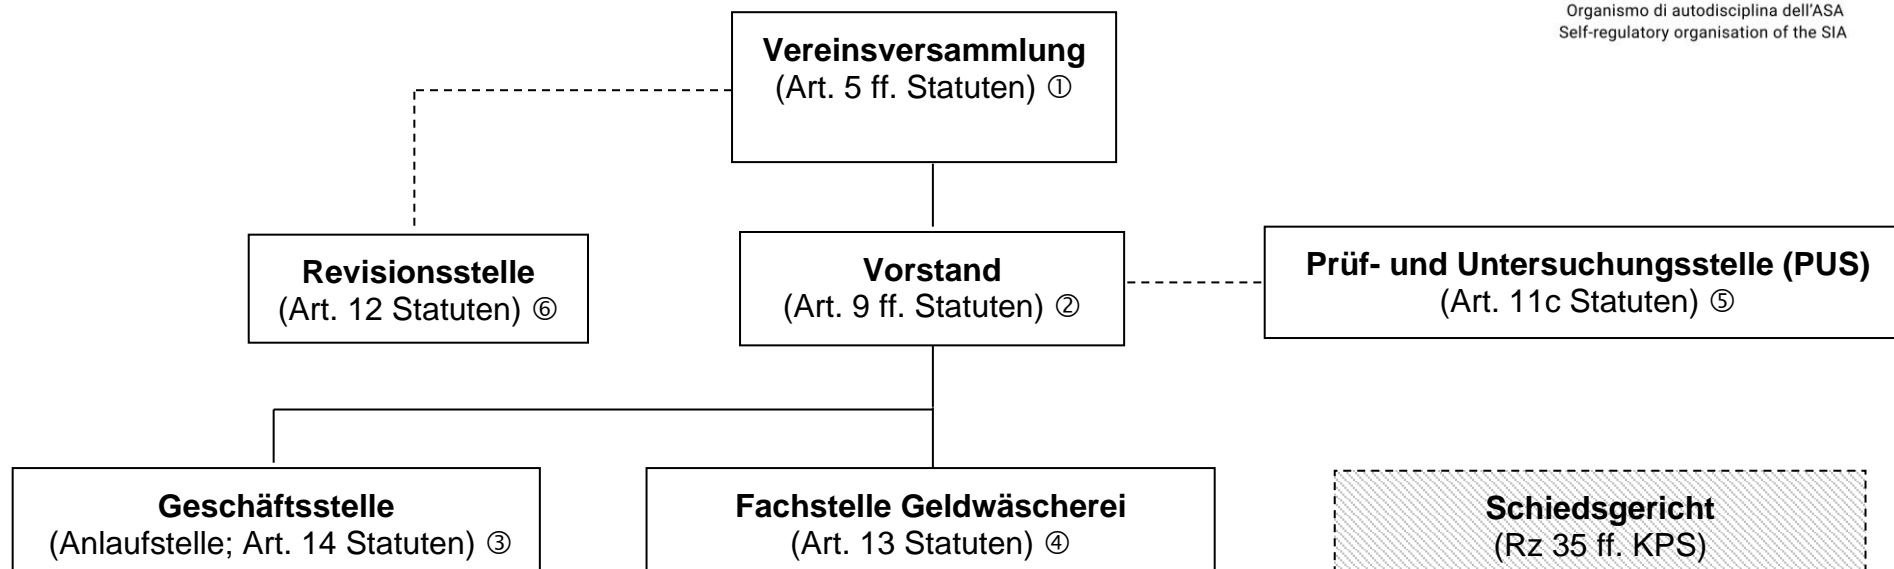 Organismo di autodisciplina dell'ASA
Self-regulatory organisation of the SIA
Vereinsversammlung
(Art. 5 ff. Statuten) ①
Revisionsstelle
(Art. 12 Statuten) ⑥
Vorstand
(Art. 9 ff. Statuten) ②
Prüf- und Untersuchungsstelle (PUS)
(Art. 11c Statuten) ⑤
Geschäftsstelle
(Anlaufstelle; Art. 14 Statuten) ③
Fachstelle Geldwäscherei
(Art. 13 Statuten) ④
Schiedsgericht
(Rz 35 ff. KPS)